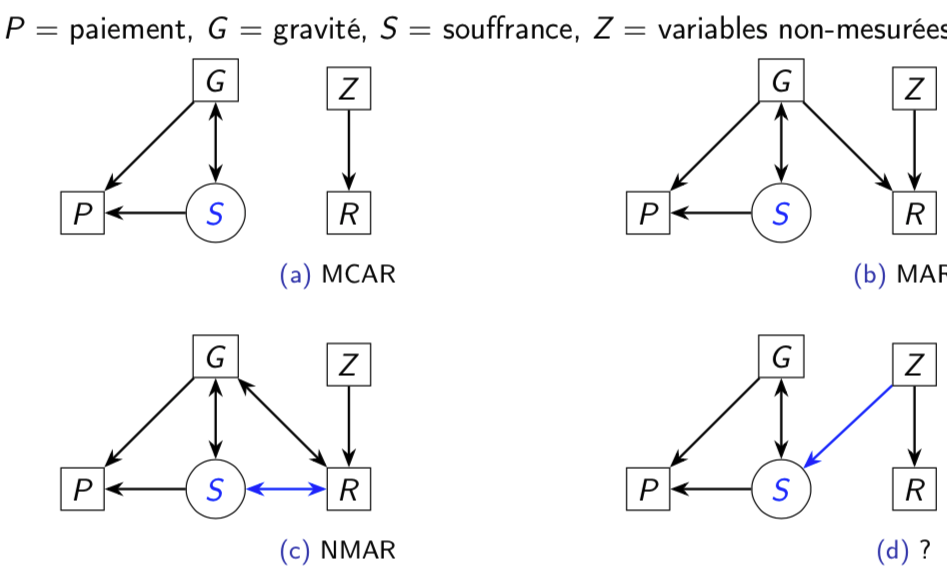 P = paiement, G = gravité, S = souffrance, Z = variables non-mesurées
G Z G Z
P S R P S R
(a) MCAR (b) MAR
G Z G Z
P S R P S R
(c) NMAR (d) ?